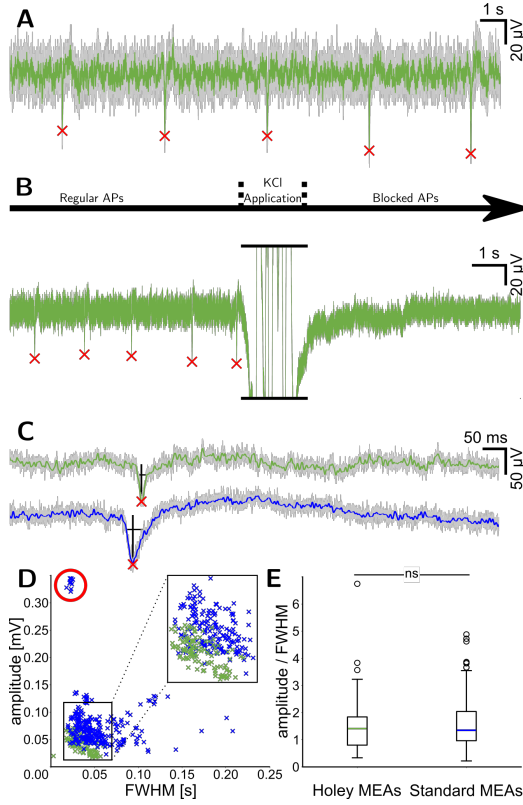 A
1 s
20 µV
B
Regular APs
KCl
Application
Blocked APs
1 s
20 µV
C
50 ms
50 µV
D
0.30
0.25
0.20
0.15
0.10
0.05
0.00
amplitude [mV]
0.00 0.05 0.10 0.15 0.20 0.25
FWHM [s]
E
ns
7
6
5
4
3
2
1
0
amplitude / FWHM
Holey MEAs Standard MEAs